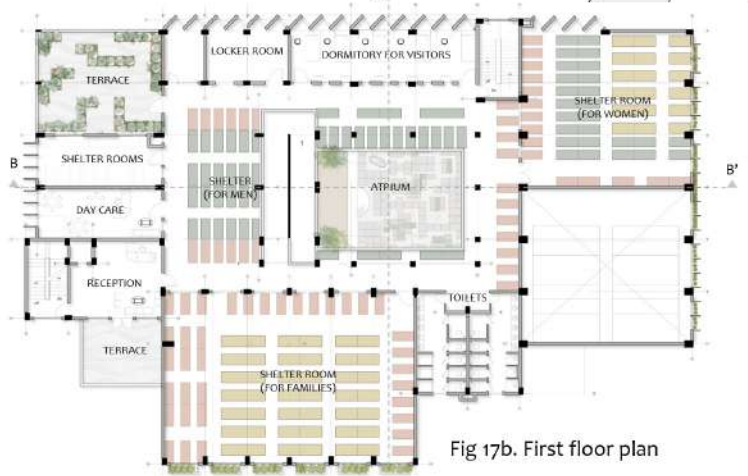 LOCKER ROOM
DORMITORY FOR VISITORS
TERRACE
SHELTER ROOM
(FOR WOMEN)
SHELTER ROOMS
B
B'
SHELTER
(FOR MEN)
ATRIUM
DAY CARE
RECEPTION
TOILETS
TERRACE
SHELTER ROOM
(FOR FAMILIES)
Fig 17b. First floor plan